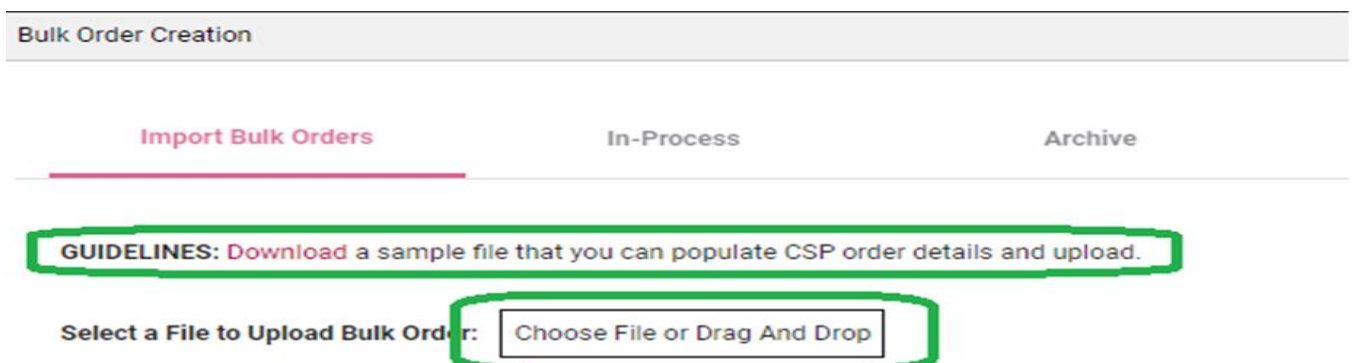 Bulk Order Creation
Import Bulk Orders In-Process Archive
GUIDELINES: Download a sample file that you can populate CSP order details and upload.
Select a File to Upload Bulk Order: Choose File or Drag And Drop